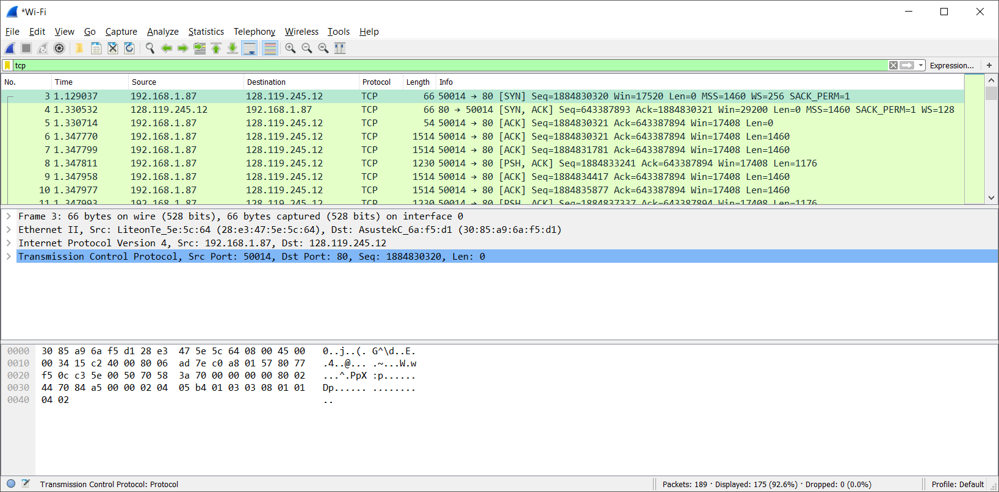 *Wi-Fi
File Edit View Go Capture Analyze Statistics Telephony Wireless Tools Help
tcp Expression... +
No. Time Source Destination Protocol Length Info
3 1.129037 192.168.1.87 128.119.245.12 TCP 66 50014 → 80 [SYN] Seq=1884830320 Win=17520 Len=0 MSS=1460 WS=256 SACK_PERM=1
4 1.330532 128.119.245.12 192.168.1.87 TCP 66 80 → 50014 [SYN, ACK] Seq=643387893 Ack=1884830321 Win=29200 Len=0 MSS=1460 SACK_PERM=1 WS=128
5 1.330714 192.168.1.87 128.119.245.12 TCP 54 50014 → 80 [ACK] Seq=1884830321 Ack=643387894 Win=17408 Len=0
6 1.347770 192.168.1.87 128.119.245.12 TCP 1514 50014 → 80 [ACK] Seq=1884830321 Ack=643387894 Win=17408 Len=1460
7 1.347799 192.168.1.87 128.119.245.12 TCP 1514 50014 → 80 [ACK] Seq=1884831781 Ack=643387894 Win=17408 Len=1460
8 1.347811 192.168.1.87 128.119.245.12 TCP 1230 50014 → 80 [PSH, ACK] Seq=1884833241 Ack=643387894 Win=17408 Len=1176
9 1.347958 192.168.1.87 128.119.245.12 TCP 1514 50014 → 80 [ACK] Seq=1884834417 Ack=643387894 Win=17408 Len=1460
10 1.347977 192.168.1.87 128.119.245.12 TCP 1514 50014 → 80 [ACK] Seq=1884835877 Ack=643387894 Win=17408 Len=1460
11 1.347993 192.168.1.87 128.119.245.12 TCP 1230 50014 → 80 [PSH, ACK] Seq=1884837337 Ack=643387894 Win=17408 Len=1176
Frame 3: 66 bytes on wire (528 bits), 66 bytes captured (528 bits) on interface 0
Ethernet II, Src: LiteonTe_5e:5c:64 (28:e3:47:5e:5c:64), Dst: AsustekC_6a:f5:d1 (30:85:a9:6a:f5:d1)
Internet Protocol Version 4, Src: 192.168.1.87, Dst: 128.119.245.12
Transmission Control Protocol, Src Port: 50014, Dst Port: 80, Seq: 1884830320, Len: 0
0000 30 85 a9 6a f5 d1 28 e3 47 5e 5c 64 08 00 45 00 0..j..(. G^\d..E.
0010 00 34 15 c2 40 00 80 06 ad 7e c0 a8 01 57 80 77 .4..@... .~...W.w
0020 f5 0c c3 5e 00 50 70 58 3a 70 00 00 00 00 80 02 ...^.PpX :p......
0030 44 70 84 a5 00 00 02 04 05 b4 01 03 03 08 01 01 Dp...... ........
0040 04 02 ..
Transmission Control Protocol: Protocol Packets: 189 · Displayed: 175 (92.6%) · Dropped: 0 (0.0%) Profile: Default